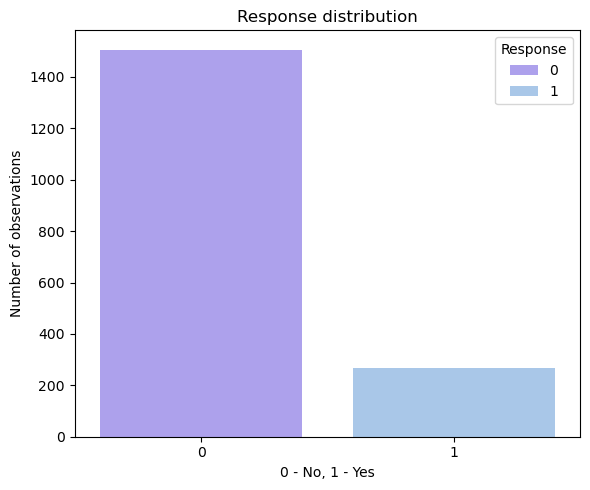 Response distribution
Response
0
1
Number of observations
1400
1200
1000
800
600
400
200
0
0 1
0 - No, 1 - Yes